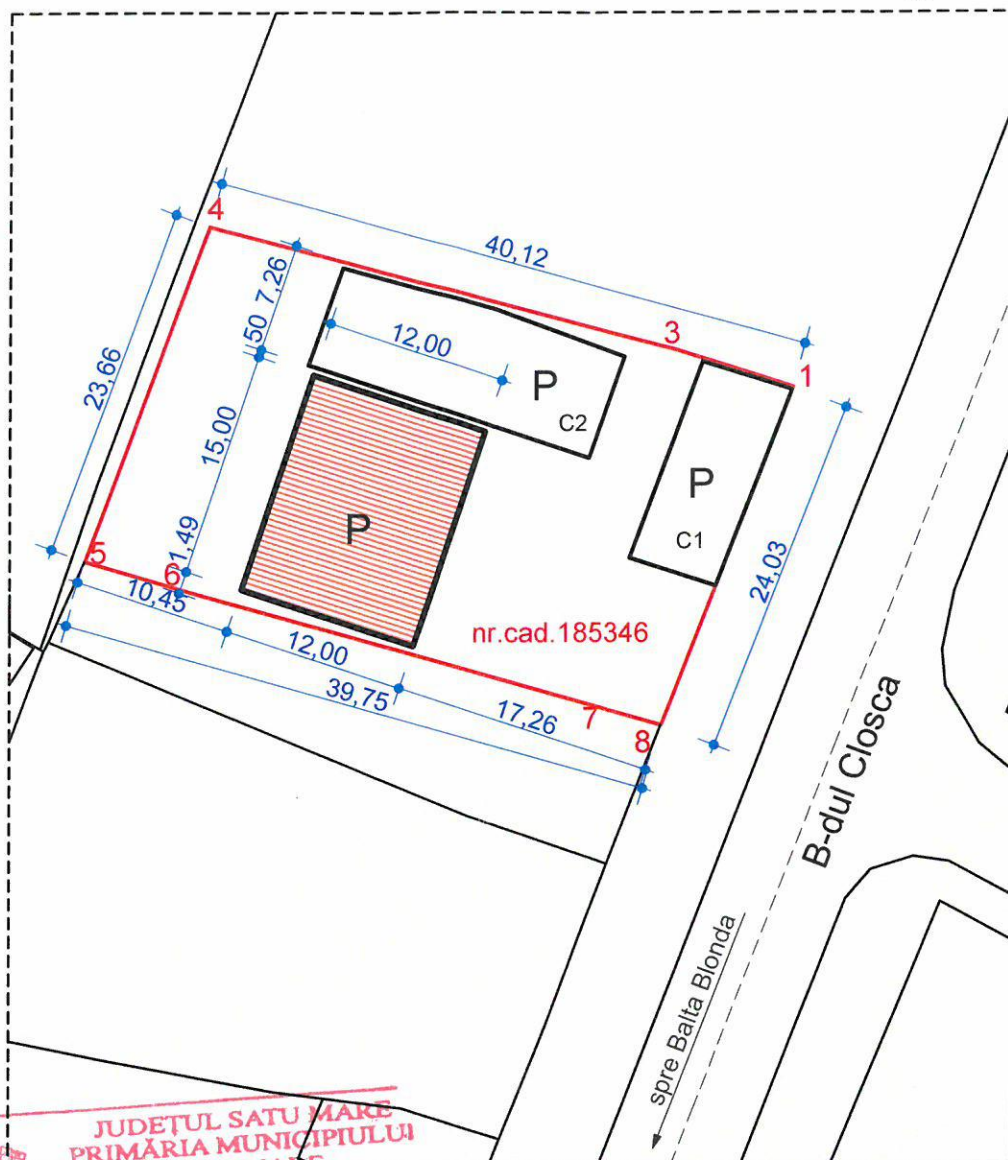 4
40,12
7,26
50
12,00
3
1
23,66
P
C2
15,00
P
C1
P
24,03
1,49
5
6
10,45
12,00
nr.cad.185346
39,75
17,26
7
8
B-dul Closca
spre Balta Blonda
JUDEŢUL SATU MARE
PRIMĂRIA MUNICIPIULUI